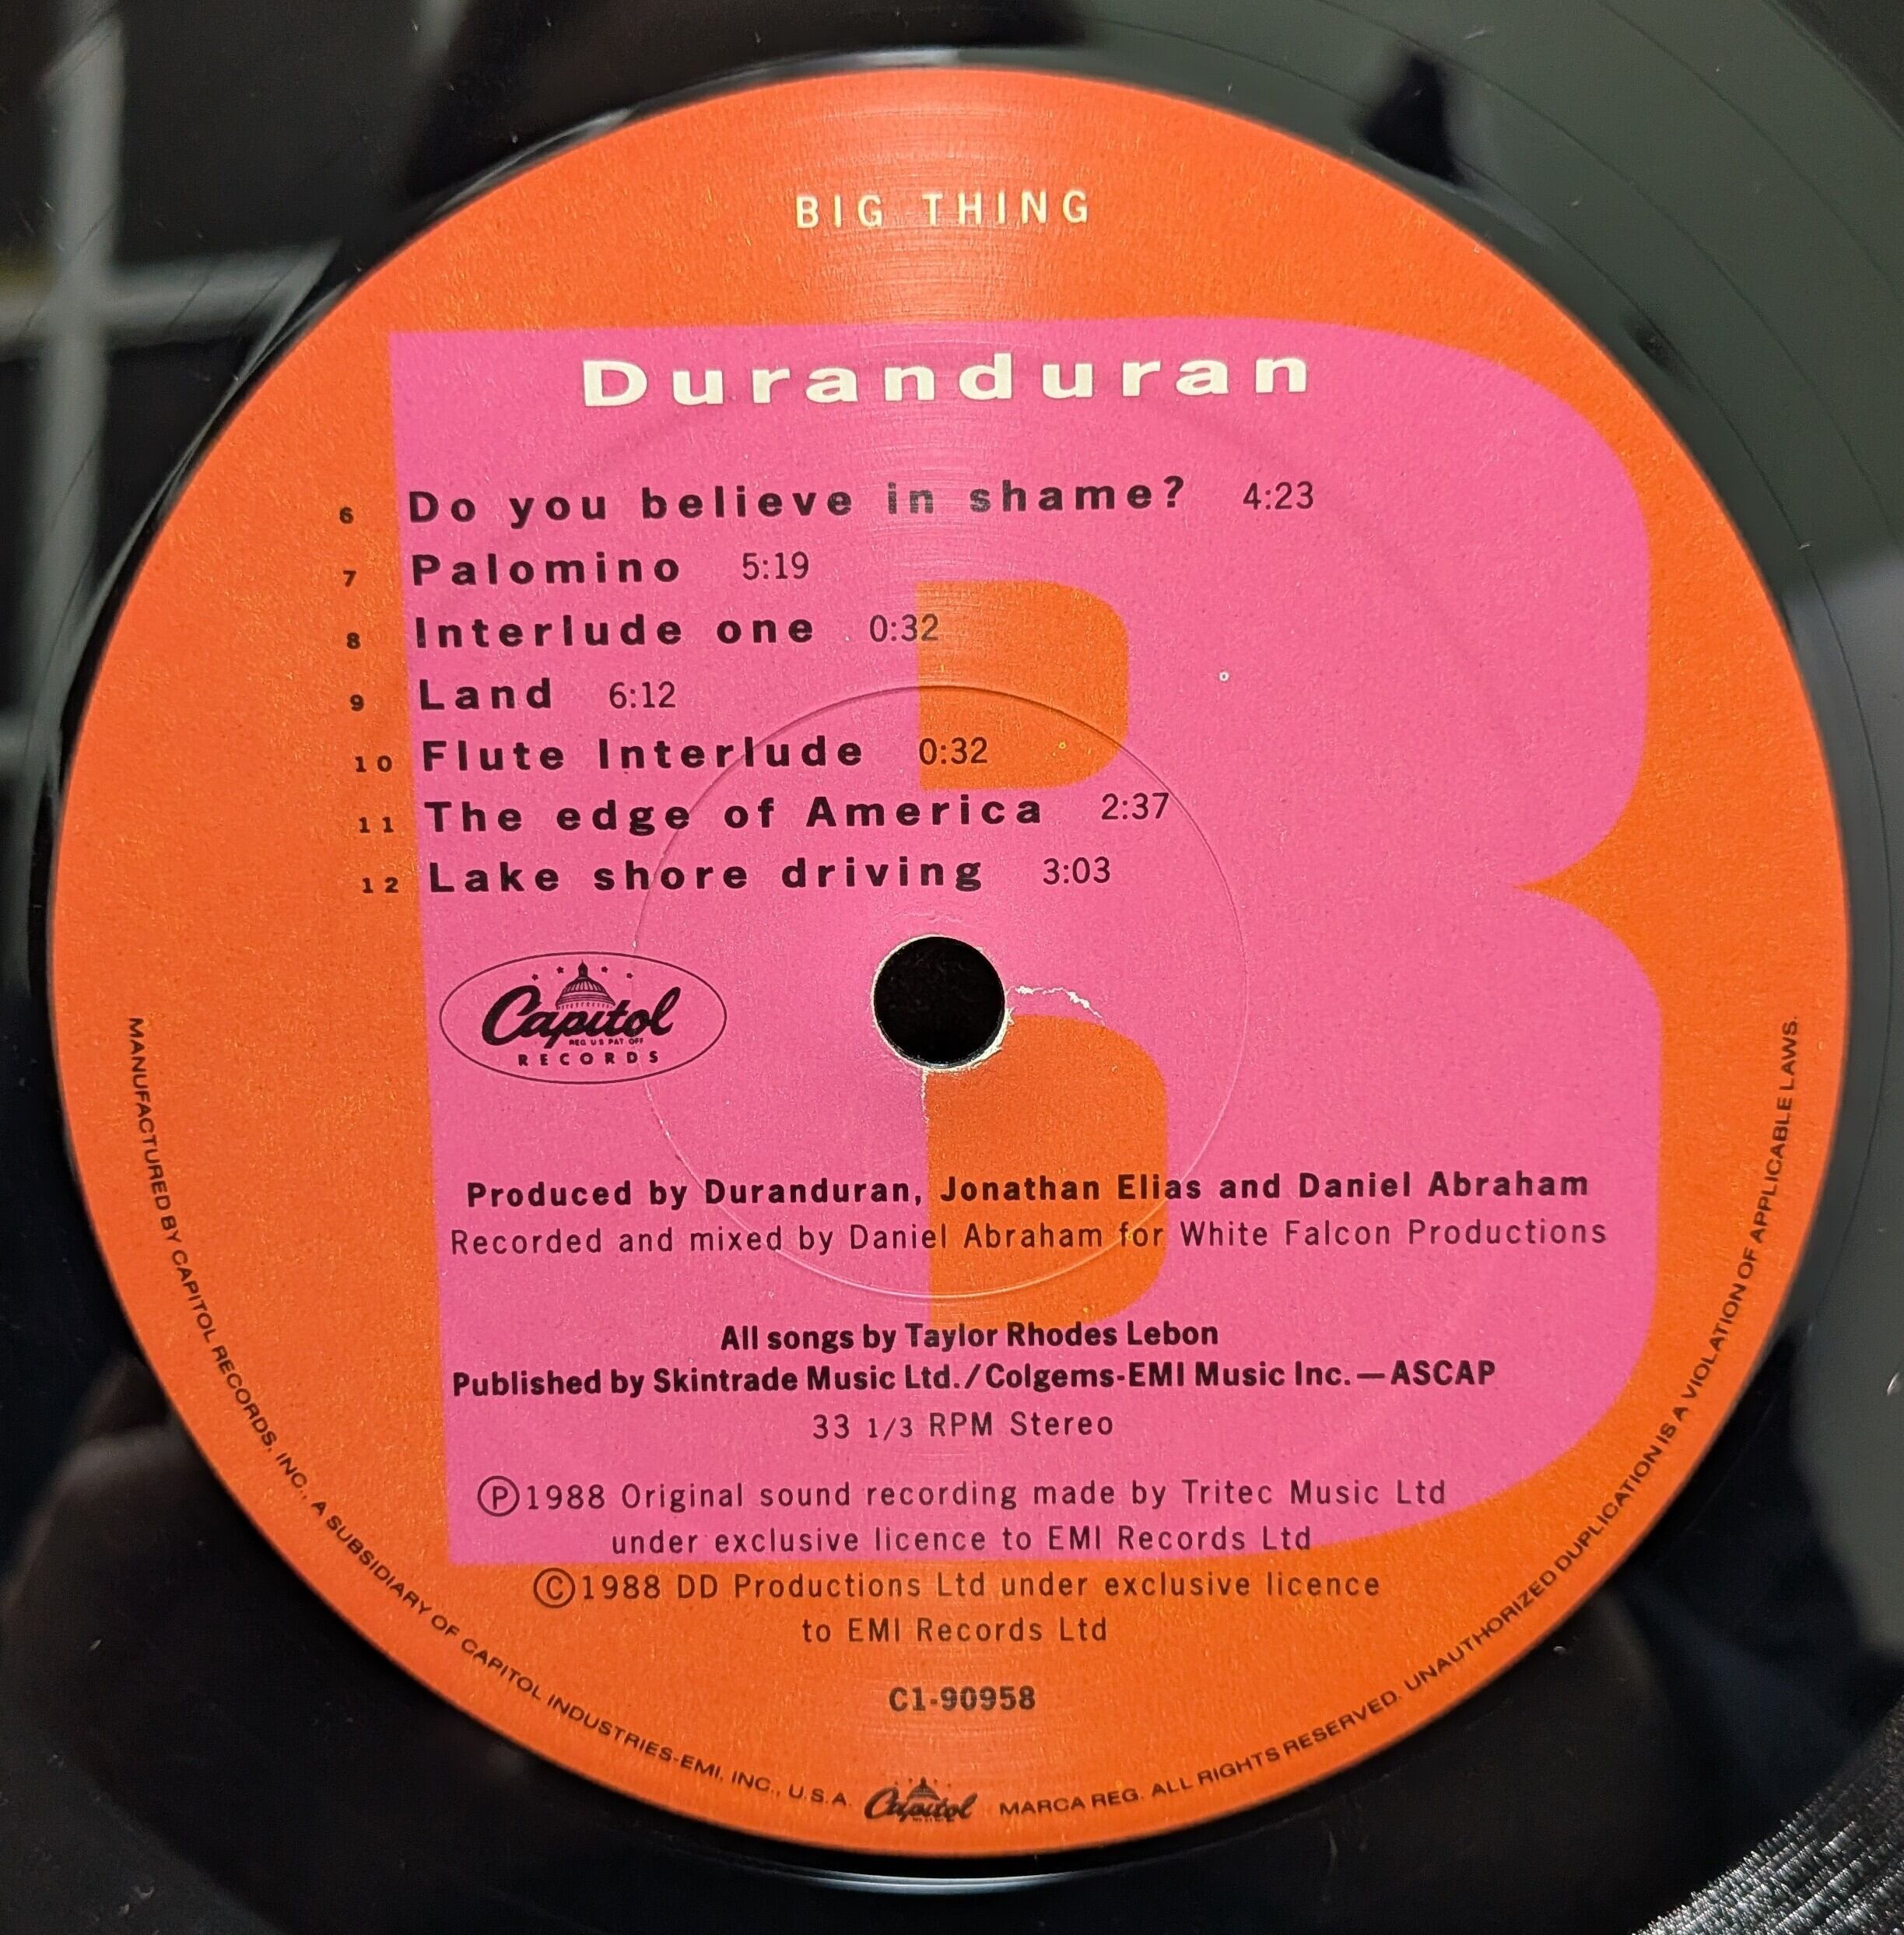 BIG THING
Duranduran
6 Do you believe in shame? 4:23
7 Palomino 5:19
8 Interlude one 0:32
9 Land 6:12
10 Flute Interlude 0:32
11 The edge of America 2:37
12 Lake shore driving 3:03
Capitol
REG. U S PAT OFF
RECORDS
Produced by Duranduran, Jonathan Elias and Daniel Abraham
Recorded and mixed by Daniel Abraham for White Falcon Productions
All songs by Taylor Rhodes Lebon
Published by Skintrade Music Ltd./Colgems-EMI Music Inc.—ASCAP
33 1/3 RPM Stereo
Ⓟ1988 Original sound recording made by Tritec Music Ltd
under exclusive licence to EMI Records Ltd
©1988 DD Productions Ltd under exclusive licence
to EMI Records Ltd
C1-90958
MANUFACTURED BY CAPITOL RECORDS, INC., A SUBSIDIARY OF CAPITOL INDUSTRIES-EMI, INC., U.S.A. Capitol MARCA REG. ALL RIGHTS RESERVED. UNAUTHORIZED DUPLICATION IS A VIOLATION OF APPLICABLE LAWS.